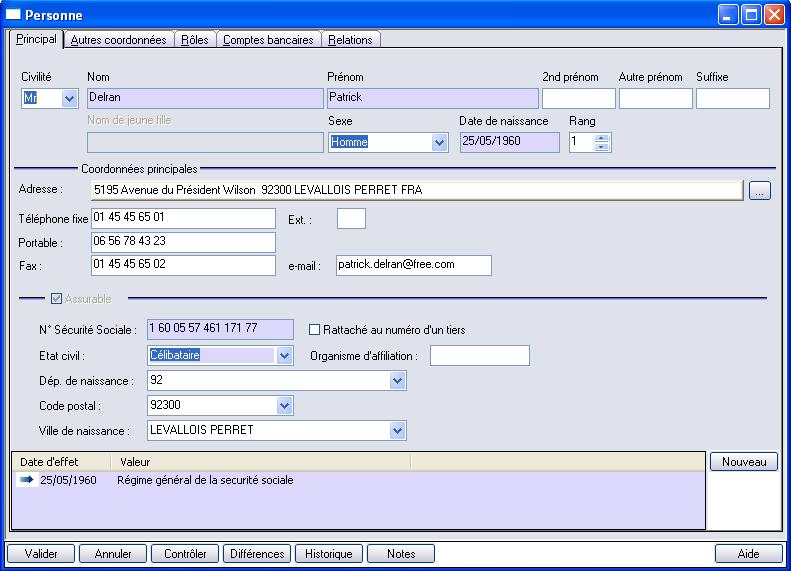 Personne
Principal Autres coordonnées Rôles Comptes bancaires Relations
Civilité Nom Prénom 2nd prénom Autre prénom Suffixe
Mr Delran Patrick
Nom de jeune fille Sexe Date de naissance Rang
Homme 25/05/1960 1
Coordonnées principales
Adresse : 5195 Avenue du Président Wilson 92300 LEVALLOIS PERRET FRA ...
Téléphone fixe 01 45 45 65 01 Ext. :
Portable : 06 56 78 43 23
Fax : 01 45 45 65 02 e-mail : patrick.delran@free.com
Assurable
N° Sécurité Sociale : 1 60 05 57 461 171 77 Rattaché au numéro d'un tiers
Etat civil : Célibataire Organisme d'affiliation :
Dép. de naissance : 92
Code postal : 92300
Ville de naissance : LEVALLOIS PERRET
Date d'effet Valeur Nouveau
25/05/1960 Régime général de la securité sociale
Valider Annuler Contrôler Différences Historique Notes Aide